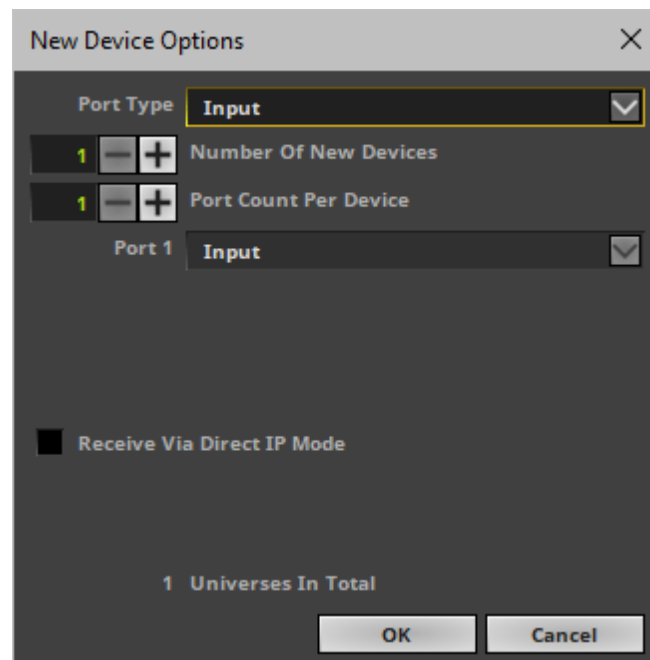 New Device Options
Port Type Input
1 Number Of New Devices
1 Port Count Per Device
Port 1 Input
Receive Via Direct IP Mode
1 Universes In Total
OK Cancel